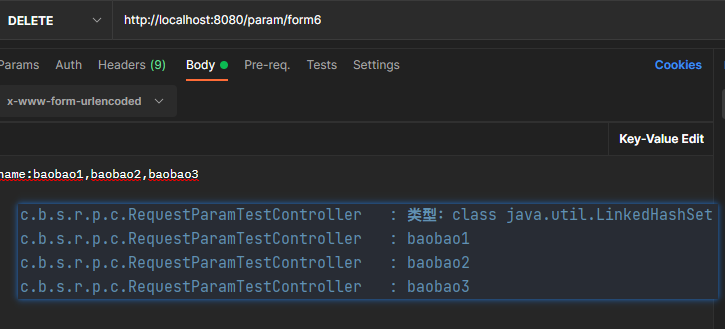 DELETE http://localhost:8080/param/form6
Params Auth Headers (9) Body Pre-req. Tests Settings Cookies
x-www-form-urlencoded
Key-Value Edit
name:baobao1,baobao2,baobao3
c.b.s.r.p.c.RequestParamTestController : 类型：class java.util.LinkedHashSet
c.b.s.r.p.c.RequestParamTestController : baobao1
c.b.s.r.p.c.RequestParamTestController : baobao2
c.b.s.r.p.c.RequestParamTestController : baobao3